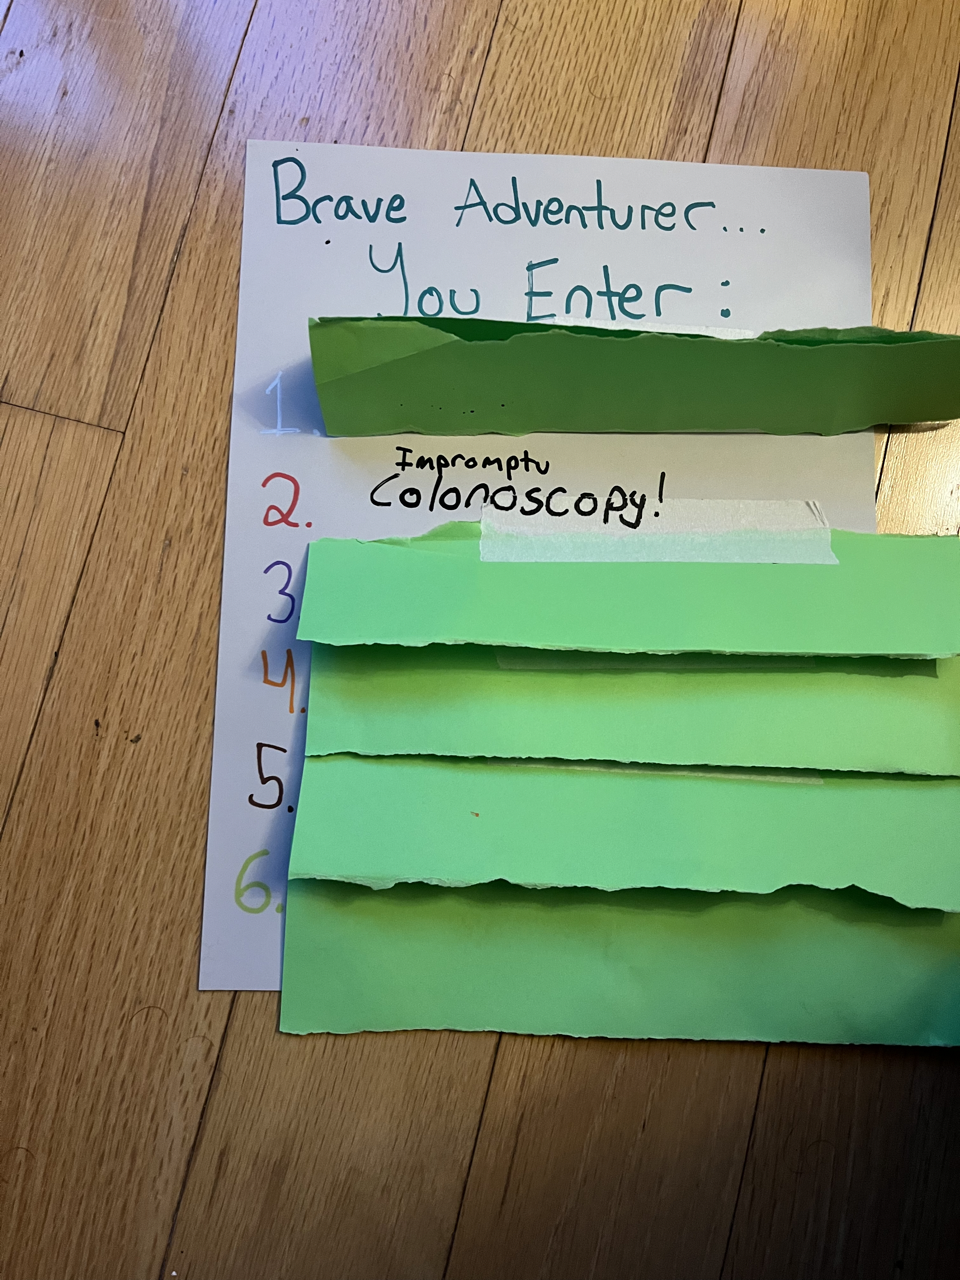 Brave Adventurer...
You Enter:
1
2. Impromptu
Colonoscopy!
3.
4.
5.
6.